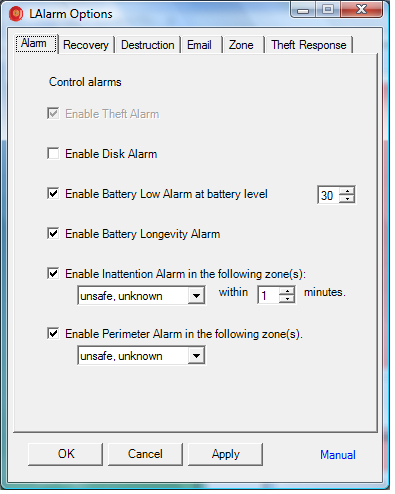 LAlarm Options
Alarm Recovery Destruction Email Zone Theft Response
Control alarms
Enable Theft Alarm
Enable Disk Alarm
Enable Battery Low Alarm at battery level 30
Enable Battery Longevity Alarm
Enable Inattention Alarm in the following zone(s):
unsafe, unknown within 1 minutes.
Enable Perimeter Alarm in the following zone(s).
unsafe, unknown
OK Cancel Apply Manual